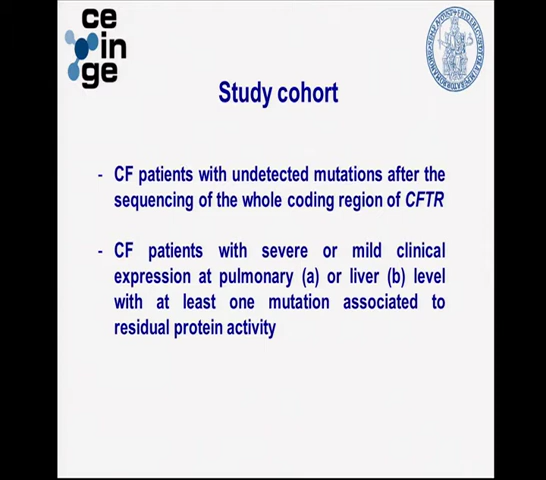 ce
in
ge
Study cohort
- CF patients with undetected mutations after the
sequencing of the whole coding region of CFTR
- CF patients with severe or mild clinical
expression at pulmonary (a) or liver (b) level
with at least one mutation associated to
residual protein activity